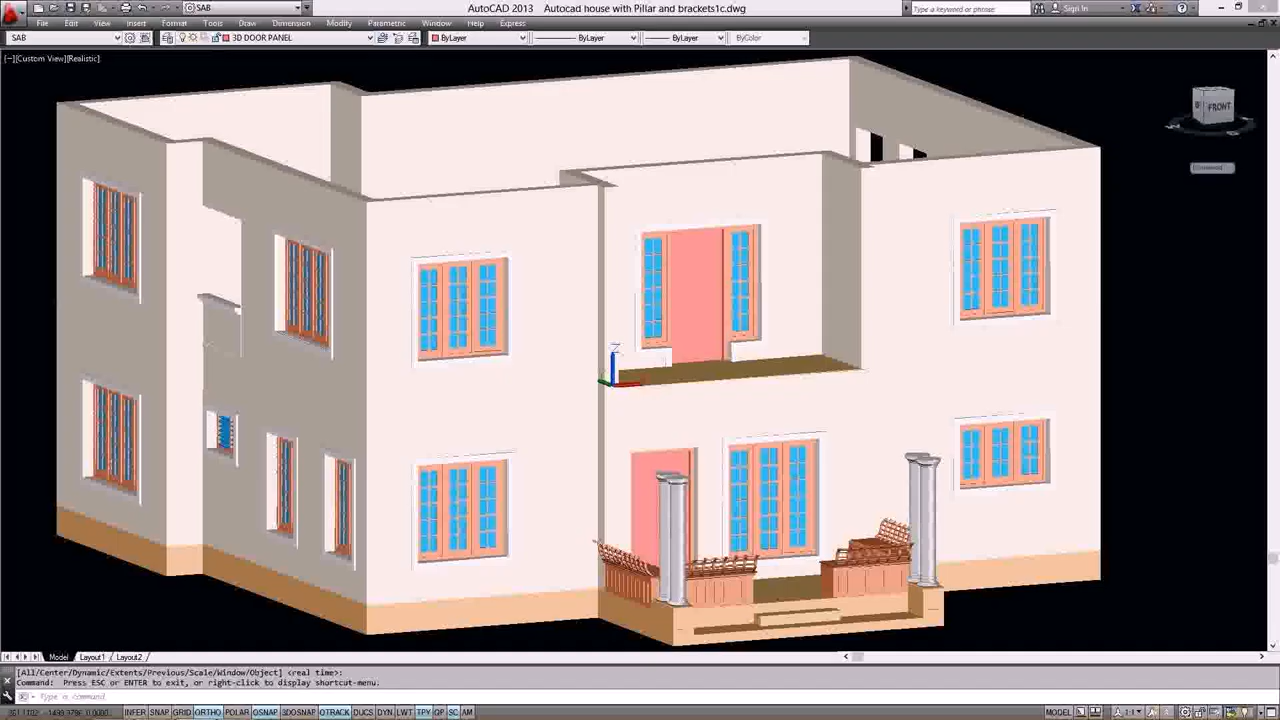 AutoCAD 2013 Autocad house with Pillar and brackets1c.dwg
SAB
Type a keyword or phrase
Sign In
File Edit View Insert Format Tools Draw Dimension Modify Parametric Window Help Express
SAB
3D DOOR PANEL
ByLayer
ByLayer
ByLayer
ByColor
[−][Custom View][Realistic]
FRONT
Z
Model Layout1 Layout2
[All/Center/Dynamic/Extents/Previous/Scale/Window/Object] <real time>:
Command: Press ESC or ENTER to exit, or right-click to display shortcut-menu.
Type a command
INFER SNAP GRID ORTHO POLAR OSNAP 3DOSNAP OTRACK DUCS DYN LWT TPY QP SC AM
MODEL
1:1